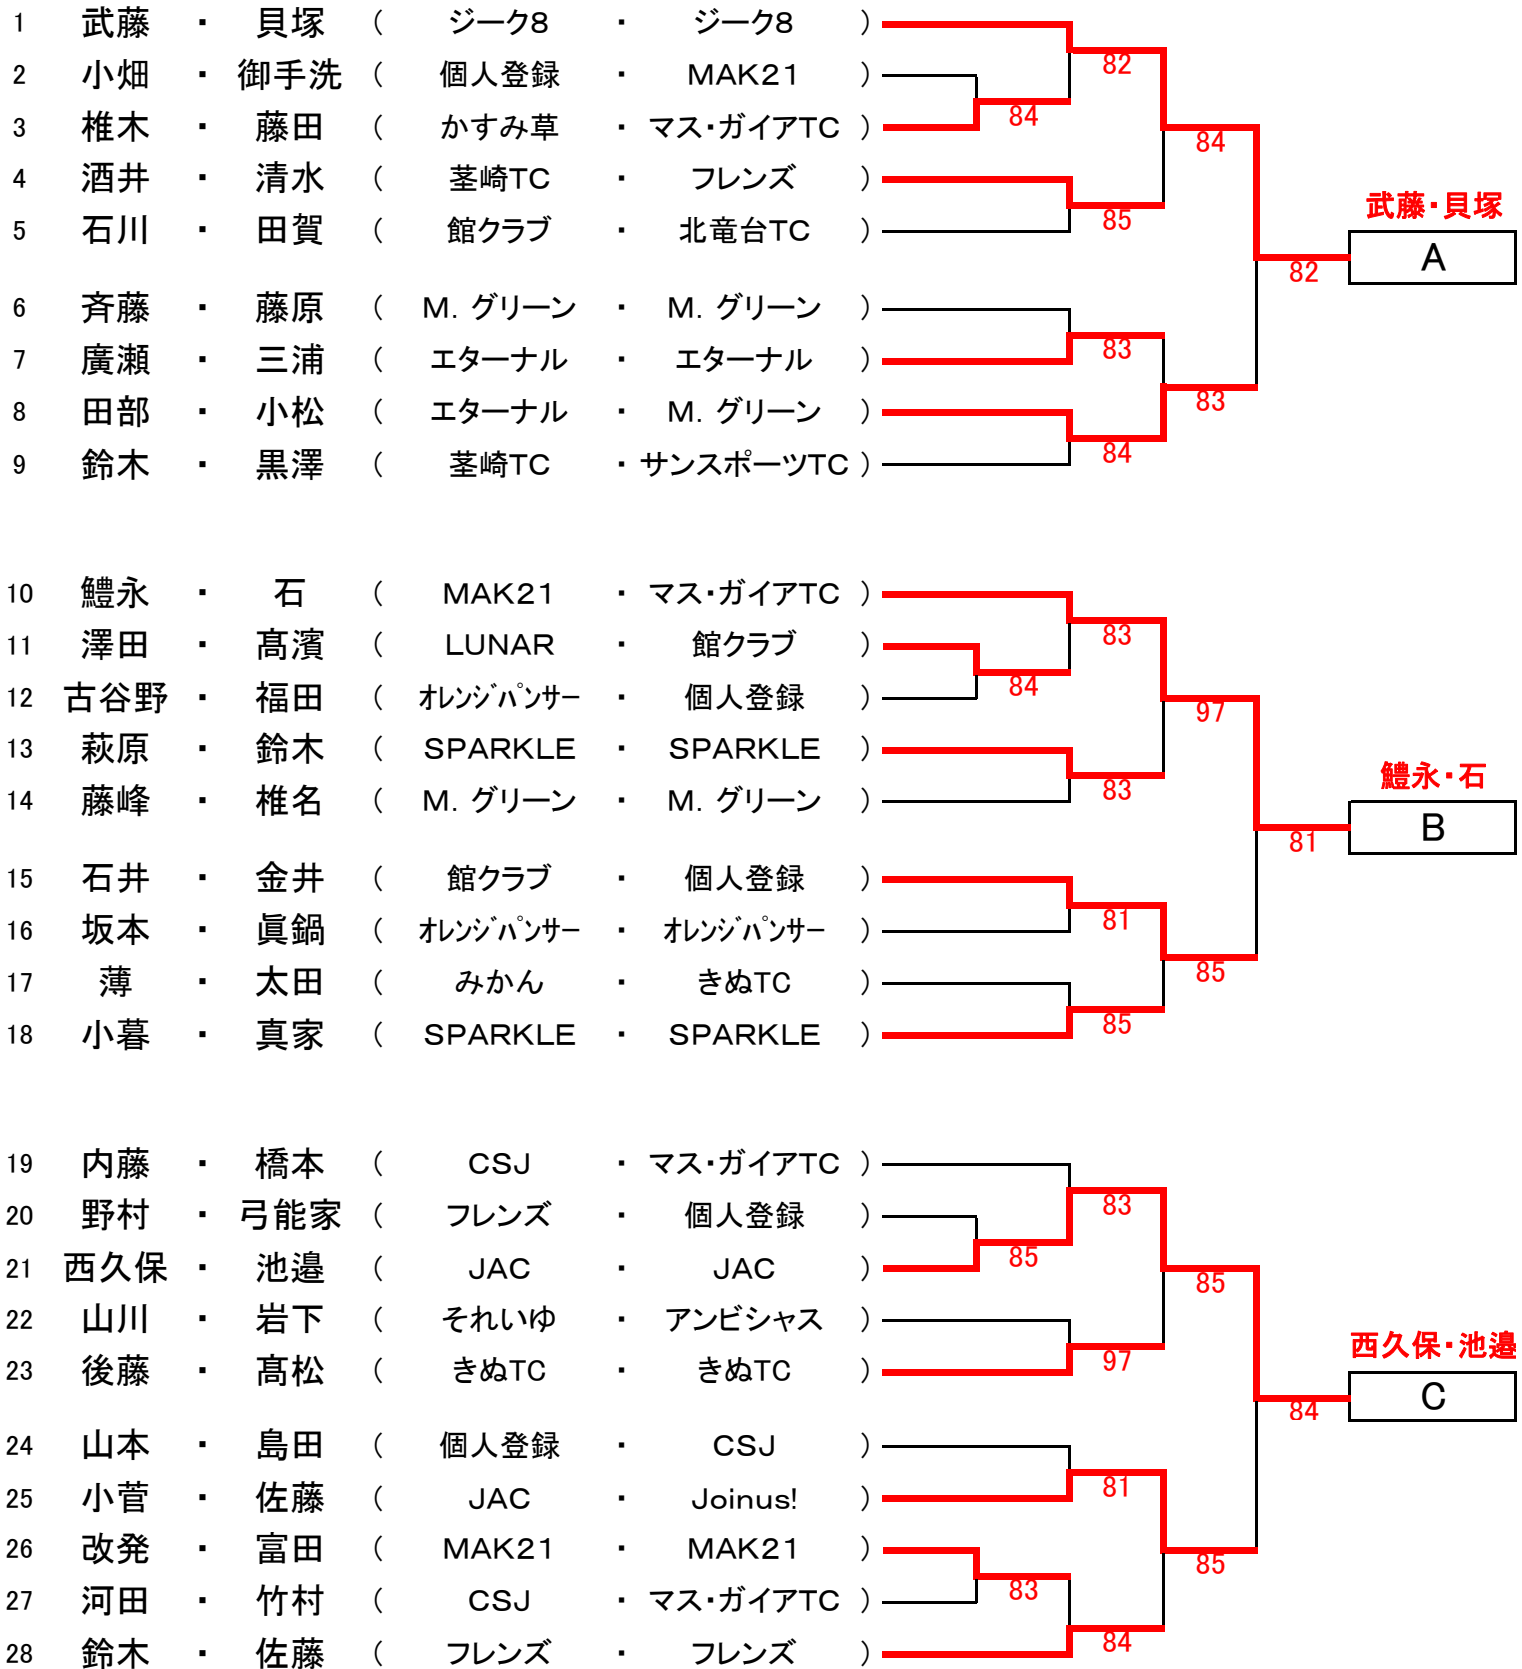 1 武藤 ・ 貝塚 ( ジーク8 ・ ジーク8 )
82
2 小畑 ・ 御手洗 ( 個人登録 ・ MAK21 )
84
3 椎木 ・ 藤田 ( かすみ草 ・ マス・ガイアTC )
84
4 酒井 ・ 清水 ( 茎崎TC ・ フレンズ )
85
武藤・貝塚
5 石川 ・ 田賀 ( 館クラブ ・ 北竜台TC )
82
A
6 斉藤 ・ 藤原 ( M．グリーン ・ M．グリーン )
83
7 廣瀬 ・ 三浦 ( エターナル ・ エターナル )
83
8 田部 ・ 小松 ( エターナル ・ M．グリーン )
84
9 鈴木 ・ 黒澤 ( 茎崎TC ・ サンスポーツTC )
10 鱧永 ・ 石 ( MAK21 ・ マス・ガイアTC )
83
11 澤田 ・ 髙濱 ( LUNAR ・ 館クラブ )
84
12 古谷野 ・ 福田 ( ｵﾚﾝｼﾞﾊﾟﾝｻｰ ・ 個人登録 )
97
13 萩原 ・ 鈴木 ( SPARKLE ・ SPARKLE )
83
鱧永・石
14 藤峰 ・ 椎名 ( M．グリーン ・ M．グリーン )
81
B
15 石井 ・ 金井 ( 館クラブ ・ 個人登録 )
81
16 坂本 ・ 眞鍋 ( ｵﾚﾝｼﾞﾊﾟﾝｻｰ ・ ｵﾚﾝｼﾞﾊﾟﾝｻｰ )
85
17 薄 ・ 太田 ( みかん ・ きぬTC )
85
18 小暮 ・ 真家 ( SPARKLE ・ SPARKLE )
19 内藤 ・ 橋本 ( CSJ ・ マス・ガイアTC )
83
20 野村 ・ 弓能家 ( フレンズ ・ 個人登録 )
85
21 西久保 ・ 池邉 ( JAC ・ JAC )
85
22 山川 ・ 岩下 ( それいゆ ・ アンビシャス )
97
西久保・池邉
23 後藤 ・ 髙松 ( きぬTC ・ きぬTC )
84
C
24 山本 ・ 島田 ( 個人登録 ・ CSJ )
81
25 小菅 ・ 佐藤 ( JAC ・ Joinus! )
26 改発 ・ 富田 ( MAK21 ・ MAK21 )
85
83
27 河田 ・ 竹村 ( CSJ ・ マス・ガイアTC )
84
28 鈴木 ・ 佐藤 ( フレンズ ・ フレンズ )